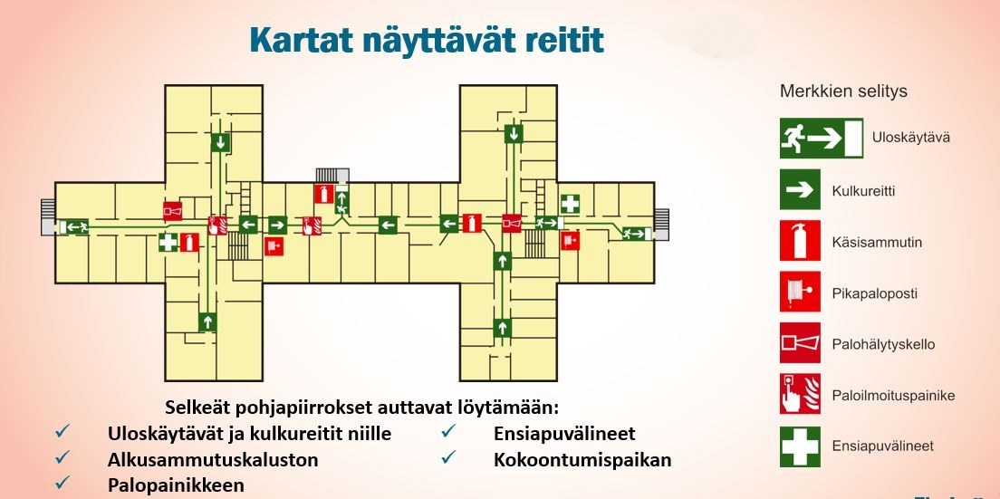 Kartat näyttävät reitit
Merkkien selitys
Uloskäytävä
Kulkureitti
Käsisammutin
Pikapaloposti
Palohälytyskello
Paloilmoituspainike
Ensiapuvälineet
Selkeät pohjapiirrokset auttavat löytämään:
✓ Uloskäytävät ja kulkureitit niille
✓ Alkusammutuskaluston
✓ Palopainikkeen
✓ Ensiapuvälineet
✓ Kokoontumispaikan